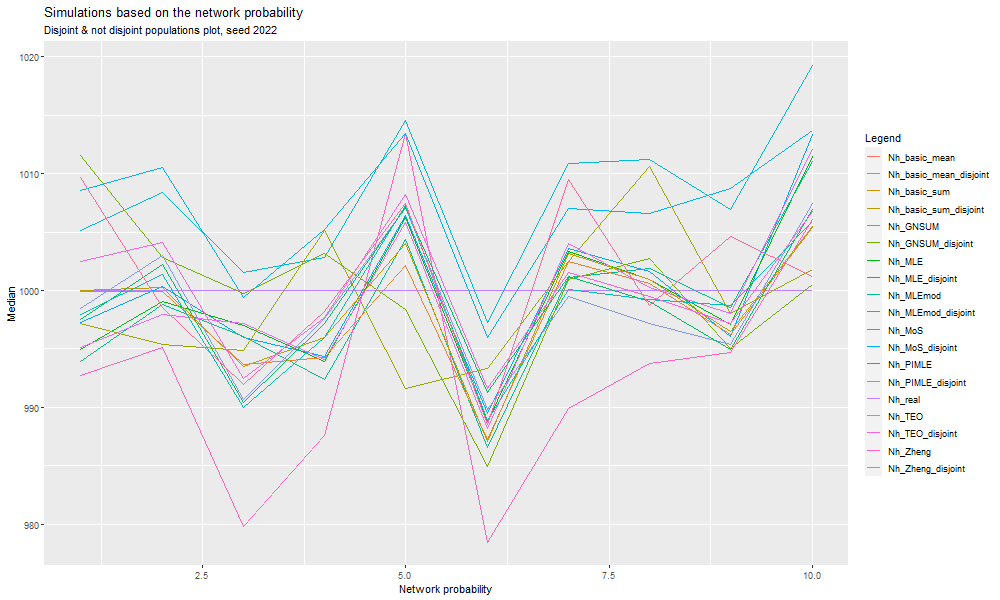 Simulations based on the network probability
Disjoint & not disjoint populations plot, seed 2022
Median
1020
1010
1000
990
980
2.5
5.0
7.5
10.0
Network probability
Legend
Nh_basic_mean
Nh_basic_mean_disjoint
Nh_basic_sum
Nh_basic_sum_disjoint
Nh_GNSUM
Nh_GNSUM_disjoint
Nh_MLE
Nh_MLE_disjoint
Nh_MLEmod
Nh_MLEmod_disjoint
Nh_MoS
Nh_MoS_disjoint
Nh_PIMLE
Nh_PIMLE_disjoint
Nh_real
Nh_TEO
Nh_TEO_disjoint
Nh_Zheng
Nh_Zheng_disjoint